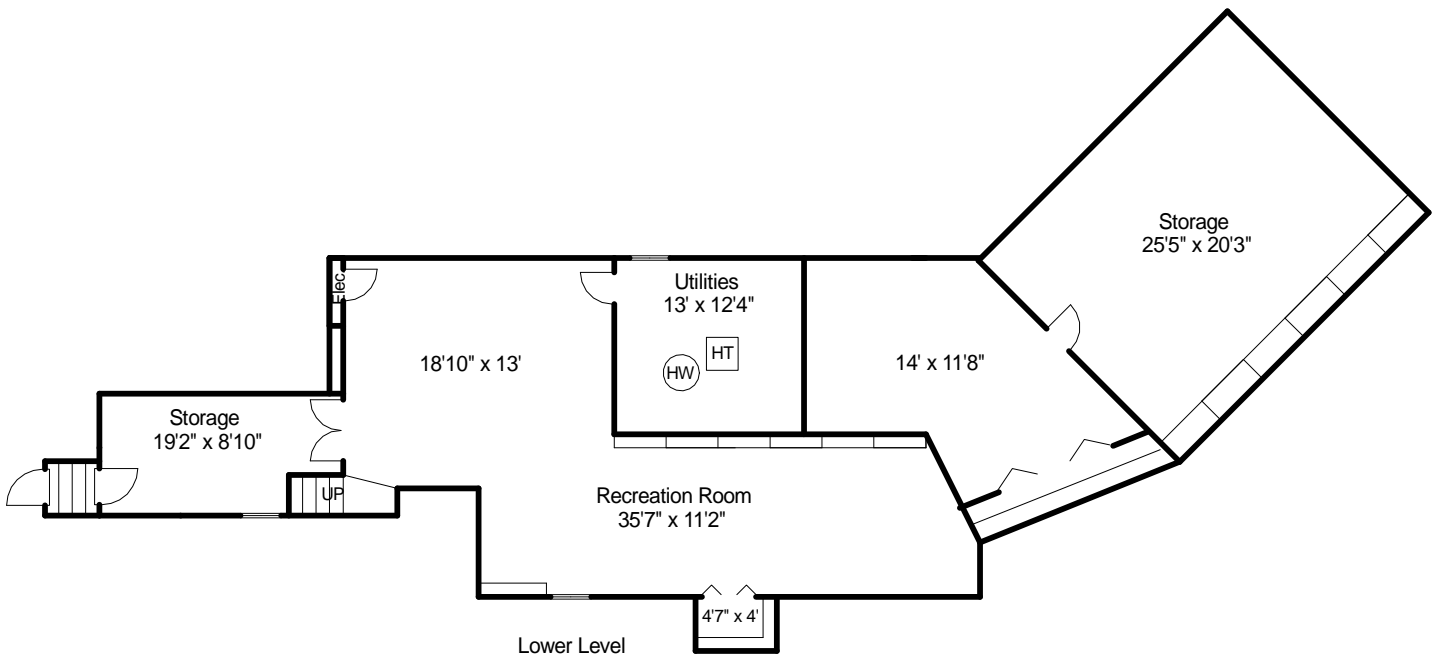 Storage
25'5" x 20'3"
Elec.
Utilities
13' x 12'4"
HT
HW
18'10" x 13'
14' x 11'8"
Storage
19'2" x 8'10"
UP
Recreation Room
35'7" x 11'2"
4'7" x 4'
Lower Level